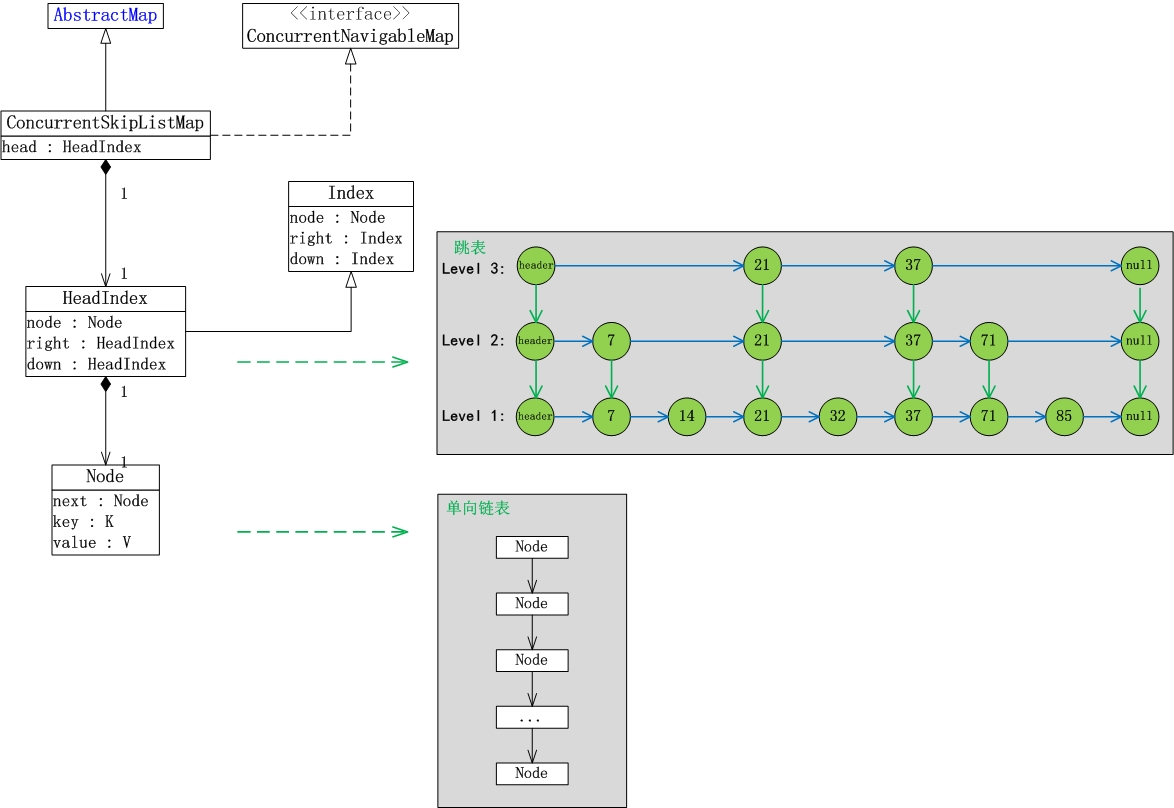 AbstractMap
<<interface>>
ConcurrentNavigableMap
ConcurrentSkipListMap
head : HeadIndex
1
1
Index
node : Node
right : Index
down : Index
HeadIndex
node : Node
right : HeadIndex
down : HeadIndex
1
1
Node
next : Node
key : K
value : V
跳表
Level 3: header 21 37 null
Level 2: header 7 21 37 71 null
Level 1: header 7 14 21 32 37 71 85 null
单向链表
Node
Node
Node
...
Node